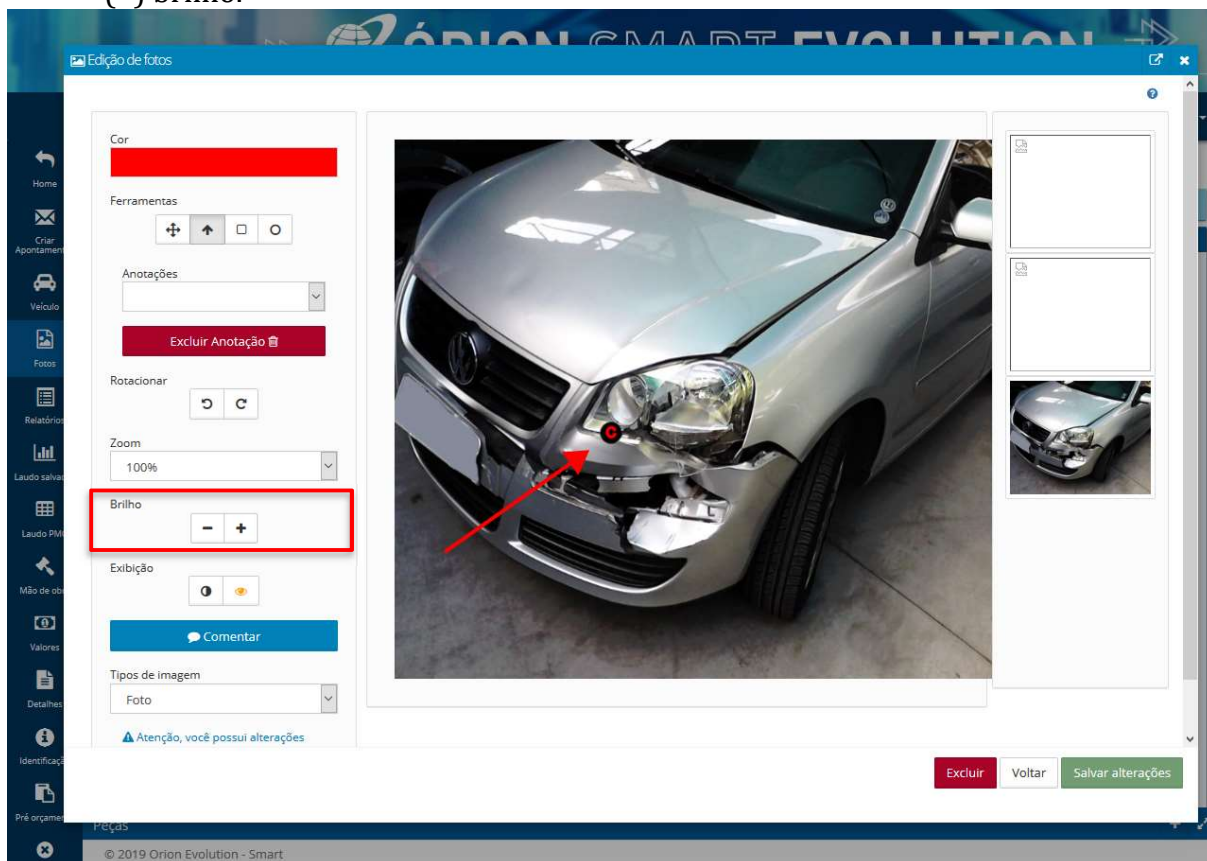 ÓRION SMART EVOLUTION
Edição de fotos
Home
Criar
Apontament
Veículo
Fotos
Relatórios
Laudo salva
Laudo PM
Mão de ob
Valores
Detalhes
Identificaçã
Pré orçamen
Cor
Ferramentas
Anotações
Excluir Anotação
Rotacionar
Zoom
100%
Brilho
Exibição
Comentar
Tipos de imagem
Foto
Atenção, você possui alterações
C
Excluir Voltar Salvar alterações
Peças
© 2019 Orion Evolution - Smart